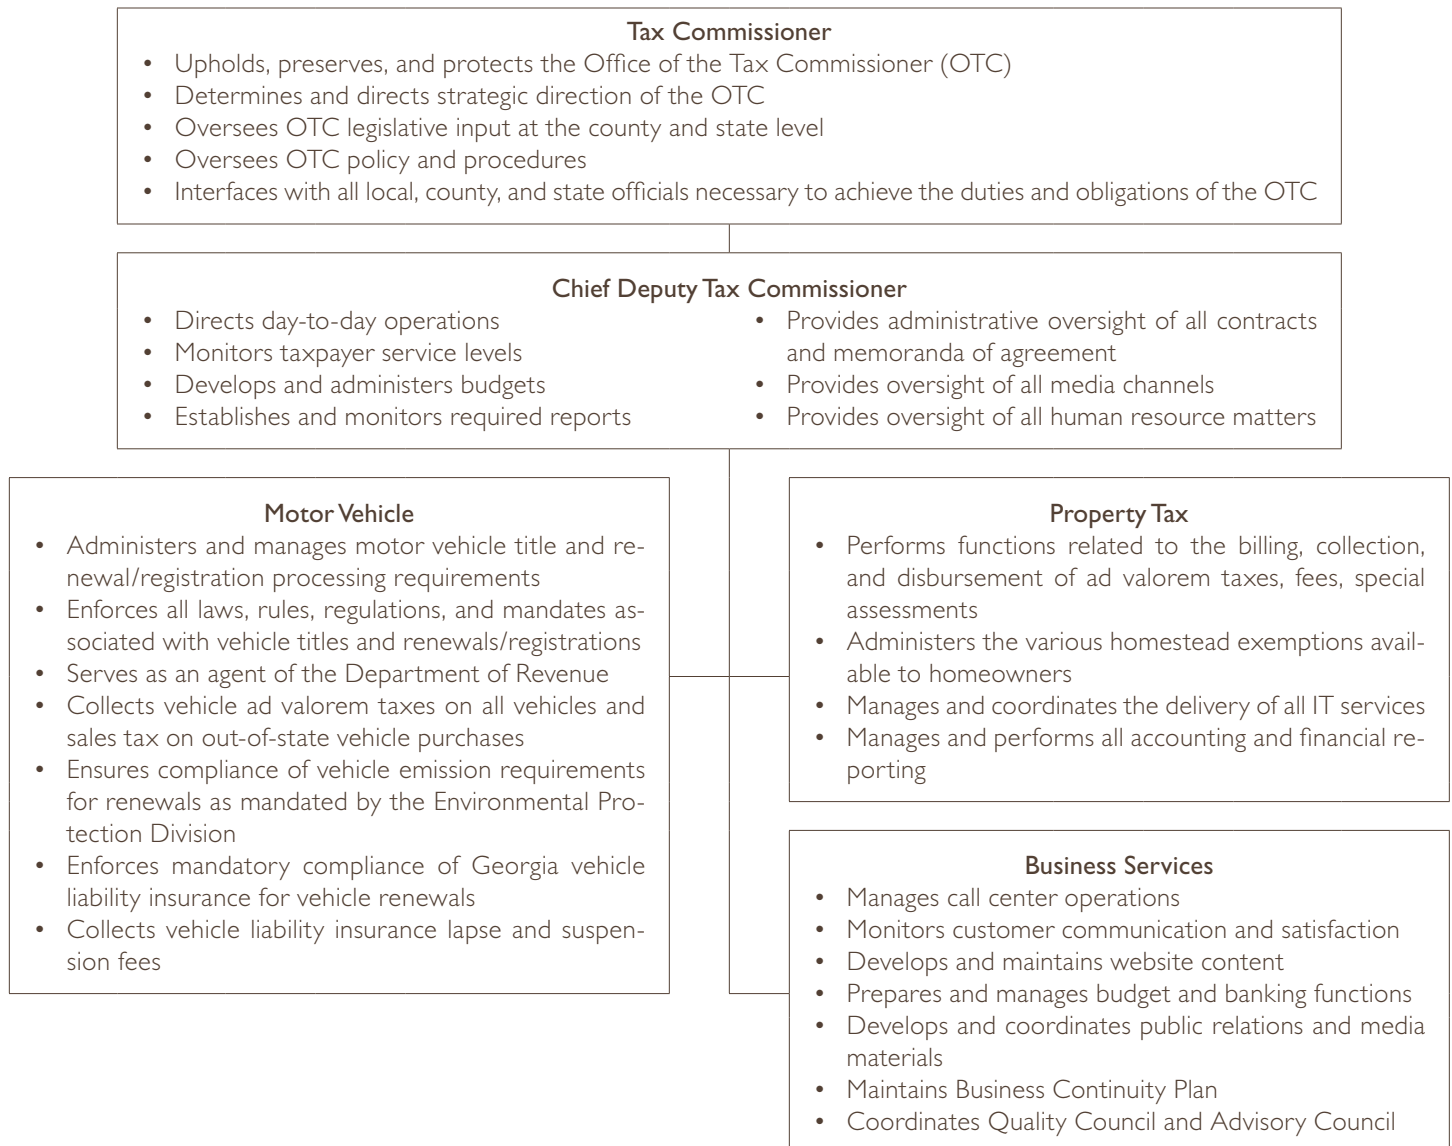 Tax Commissioner
• Upholds, preserves, and protects the Office of the Tax Commissioner (OTC)
• Determines and directs strategic direction of the OTC
• Oversees OTC legislative input at the county and state level
• Oversees OTC policy and procedures
• Interfaces with all local, county, and state officials necessary to achieve the duties and obligations of the OTC
Chief Deputy Tax Commissioner
• Directs day-to-day operations
• Monitors taxpayer service levels
• Develops and administers budgets
• Establishes and monitors required reports
• Provides administrative oversight of all contracts
and memoranda of agreement
• Provides oversight of all media channels
• Provides oversight of all human resource matters
Motor Vehicle
• Administers and manages motor vehicle title and re-
newal/registration processing requirements
• Enforces all laws, rules, regulations, and mandates as-
sociated with vehicle titles and renewals/registrations
• Serves as an agent of the Department of Revenue
• Collects vehicle ad valorem taxes on all vehicles and
sales tax on out-of-state vehicle purchases
• Ensures compliance of vehicle emission requirements
for renewals as mandated by the Environmental Pro-
tection Division
• Enforces mandatory compliance of Georgia vehicle
liability insurance for vehicle renewals
• Collects vehicle liability insurance lapse and suspen-
sion fees
Property Tax
• Performs functions related to the billing, collection,
and disbursement of ad valorem taxes, fees, special
assessments
• Administers the various homestead exemptions avail-
able to homeowners
• Manages and coordinates the delivery of all IT services
• Manages and performs all accounting and financial re-
porting
Business Services
• Manages call center operations
• Monitors customer communication and satisfaction
• Develops and maintains website content
• Prepares and manages budget and banking functions
• Develops and coordinates public relations and media
materials
• Maintains Business Continuity Plan
• Coordinates Quality Council and Advisory Council